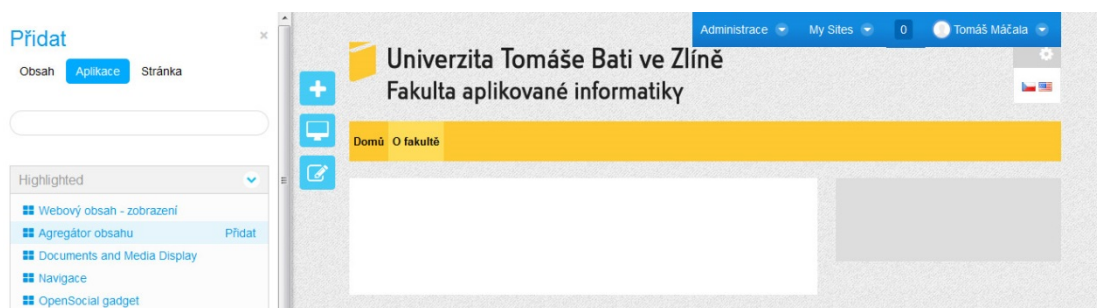 Přidat ×
Obsah Aplikace Stránka
Highlighted
Webový obsah - zobrazení
Agregátor obsahu Přidat
Documents and Media Display
Navigace
OpenSocial gadget
Administrace My Sites 0 Tomáš Máčala
Univerzita Tomáše Bati ve Zlíně
Fakulta aplikované informatiky
Domů O fakultě